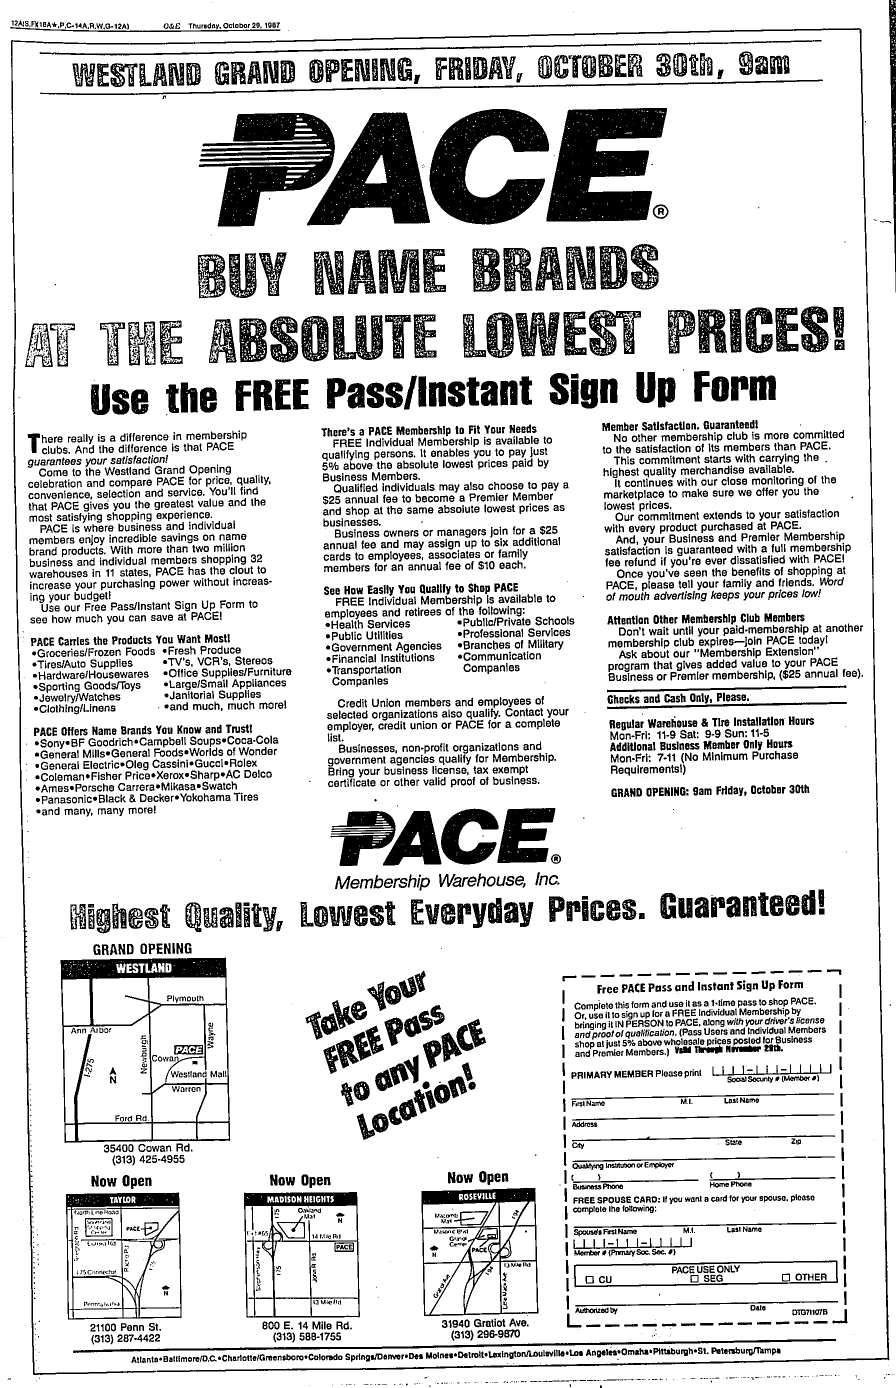 12A(S,F)(18A★,P,C-14A,R,W,G-12A) O&E Thursday, October 29, 1987
WESTLAND GRAND OPENING, FRIDAY, OCTOBER 30th, 9am
PACE®
BUY NAME BRANDS
AT THE ABSOLUTE LOWEST PRICES!
Use the FREE Pass/Instant Sign Up Form
There really is a difference in membership
clubs. And the difference is that PACE
guarantees your satisfaction!
Come to the Westland Grand Opening
celebration and compare PACE for price, quality,
convenience, selection and service. You'll find
that PACE gives you the greatest value and the
most satisfying shopping experience.
PACE is where business and individual
members enjoy incredible savings on name
brand products. With more than two million
business and individual members shopping 32
warehouses in 11 states, PACE has the clout to
increase your purchasing power without increas-
ing your budget!
Use our Free Pass/Instant Sign Up Form to
see how much you can save at PACE!
PACE Carries the Products You Want Most!
•Groceries/Frozen Foods •Fresh Produce
•Tires/Auto Supplies •TV's, VCR's, Stereos
•Hardware/Housewares •Office Supplies/Furniture
•Sporting Goods/Toys •Large/Small Appliances
•Jewelry/Watches •Janitorial Supplies
•Clothing/Linens •and much, much more!
PACE Offers Name Brands You Know and Trust!
•Sony•BF Goodrich•Campbell Soups•Coca-Cola
•General Mills•General Foods•Worlds of Wonder
•General Electric•Oleg Cassini•Gucci•Rolex
•Coleman•Fisher Price•Xerox•Sharp•AC Delco
•Ames•Porsche Carrera•Mikasa•Swatch
•Panasonic•Black & Decker•Yokohama Tires
•and many, many more!
There's a PACE Membership to Fit Your Needs
FREE Individual Membership is available to
qualifying persons. It enables you to pay just
5% above the absolute lowest prices paid by
Business Members.
Qualified individuals may also choose to pay a
$25 annual fee to become a Premier Member
and shop at the same absolute lowest prices as
businesses.
Business owners or managers join for a $25
annual fee and may assign up to six additional
cards to employees, associates or family
members for an annual fee of $10 each.
See How Easily You Qualify to Shop PACE
FREE Individual Membership is available to
employees and retirees of the following:
•Health Services •Public/Private Schools
•Public Utilities •Professional Services
•Government Agencies •Branches of Military
•Financial Institutions •Communication
•Transportation Companies
Companies
Credit Union members and employees of
selected organizations also qualify. Contact your
employer, credit union or PACE for a complete
list.
Businesses, non-profit organizations and
government agencies qualify for Membership.
Bring your business license, tax exempt
certificate or other valid proof of business.
Member Satisfaction. Guaranteed!
No other membership club is more committed
to the satisfaction of its members than PACE.
This commitment starts with carrying the
highest quality merchandise available.
It continues with our close monitoring of the
marketplace to make sure we offer you the
lowest prices.
Our commitment extends to your satisfaction
with every product purchased at PACE.
And, your Business and Premier Membership
satisfaction is guaranteed with a full membership
fee refund if you're ever dissatisfied with PACE!
Once you've seen the benefits of shopping at
PACE, please tell your family and friends. Word
of mouth advertising keeps your prices low!
Attention Other Membership Club Members
Don't wait until your paid-membership at another
membership club expires—join PACE today!
Ask about our "Membership Extension"
program that gives added value to your PACE
Business or Premier membership, ($25 annual fee).
Checks and Cash Only, Please.
Regular Warehouse & Tire Installation Hours
Mon-Fri: 11-9 Sat: 9-9 Sun: 11-5
Additional Business Member Only Hours
Mon-Fri: 7-11 (No Minimum Purchase
Requirements!)
GRAND OPENING: 9am Friday, October 30th
PACE®
Membership Warehouse, Inc.
Highest Quality, Lowest Everyday Prices. Guaranteed!
GRAND OPENING
WESTLAND
Plymouth
Ann Arbor
I-275
Newburgh
Wayne
PACE
Cowan
Westland Mall
Warren
N
Ford Rd.
35400 Cowan Rd.
(313) 425-4955
Take Your
FREE Pass
to any PACE
Location!
Now Open
TAYLOR
PACE
N
21100 Penn St.
(313) 287-4422
Now Open
MADISON HEIGHTS
Oakland
Mall
N
14 Mile Rd
PACE
I-75
John R Rd
13 Mile Rd
800 E. 14 Mile Rd.
(313) 588-1755
Now Open
ROSEVILLE
Macomb
Mall
Masonic Blvd
PACE
N
13 Mile Rd
Gratiot Ave
31940 Gratiot Ave.
(313) 296-9870
Free PACE Pass and Instant Sign Up Form
Complete this form and use it as a 1-time pass to shop PACE.
Or, use it to sign up for a FREE Individual Membership by
bringing it IN PERSON to PACE, along with your driver's license
and proof of qualification. (Pass Users and Individual Members
shop at just 5% above wholesale prices posted for Business
and Premier Members.) Valid Through November 29th.
PRIMARY MEMBER Please print
Social Security # (Member #)
First Name M.I. Last Name
Address
City State Zip
Qualifying Institution or Employer
( ) ( )
Business Phone Home Phone
FREE SPOUSE CARD: If you want a card for your spouse, please
complete the following:
Spouse's First Name M.I. Last Name
Member # (Primary Soc. Sec. #)
PACE USE ONLY
☐ CU ☐ SEG ☐ OTHER
Authorized by Date DTG71107B
Atlanta•Baltimore/D.C.•Charlotte/Greensboro•Colorado Springs/Denver•Des Moines•Detroit•Lexington/Louisville•Los Angeles•Omaha•Pittsburgh•St. Petersburg/Tampa